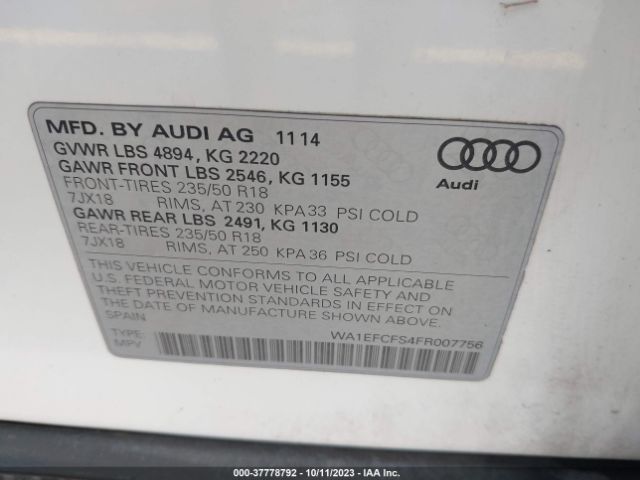 MFD. BY AUDI AG 1114
GVWR LBS 4894, KG 2220
GAWR FRONT LBS 2546, KG 1155
FRONT-TIRES 235/50 R18
7JX18 RIMS, AT 230 KPA33 PSI COLD
GAWR REAR LBS 2491, KG 1130
REAR-TIRES 235/50 R18
7JX18 RIMS, AT 250 KPA 36 PSI COLD
Audi
THIS VEHICLE CONFORMS TO ALL APPLICABLE
U.S. FEDERAL MOTOR VEHICLE SAFETY AND
THEFT PREVENTION STANDARDS IN EFFECT ON
THE DATE OF MANUFACTURE SHOWN ABOVE.
SPAIN
TYPE:
MPV
WA1EFCFS4FR007756
000-37778792 - 10/11/2023 - IAA Inc.